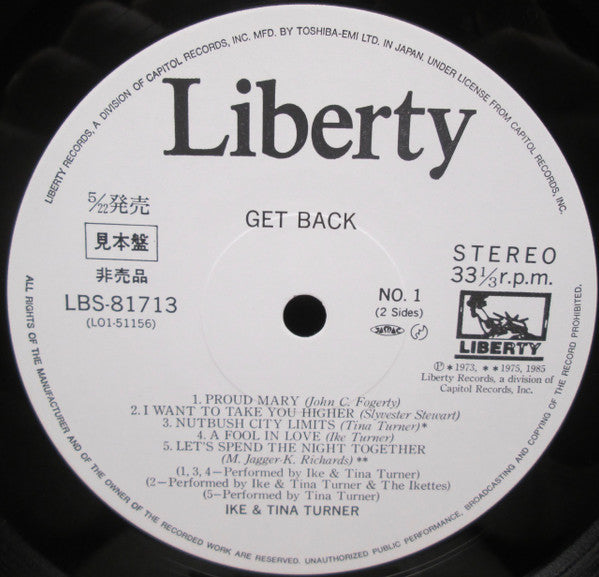 LIBERTY RECORDS, A DIVISION OF CAPITOL RECORDS, INC. MFD. BY TOSHIBA-EMI LTD. IN JAPAN. UNDER LICENSE FROM CAPITOL RECORDS, INC.
Liberty
5/22発売
見本盤
非売品
LBS-81713
(LO1-51156)
GET BACK
STEREO
33 1/3 r.p.m.
NO. 1
(2 Sides)
JASRAC
LIBERTY
Ⓟ *1973, **1975, 1985
Liberty Records, a division of
Capitol Records, Inc.
1. PROUD MARY (John C. Fogerty)
2. I WANT TO TAKE YOU HIGHER (Slyvester Stewart)
3. NUTBUSH CITY LIMITS (Tina Turner)*
4. A FOOL IN LOVE (Ike Turner)
5. LET'S SPEND THE NIGHT TOGETHER
(M. Jagger-K. Richards) **
(1, 3, 4—Performed by Ike & Tina Turner)
(2—Performed by Ike & Tina Turner & The Ikettes)
(5—Performed by Tina Turner)
IKE & TINA TURNER
ALL RIGHTS OF THE MANUFACTURER AND OF THE OWNER OF THE RECORDED WORK ARE RESERVED. UNAUTHORIZED PUBLIC PERFORMANCE, BROADCASTING AND COPYING OF THE RECORD PROHIBITED.